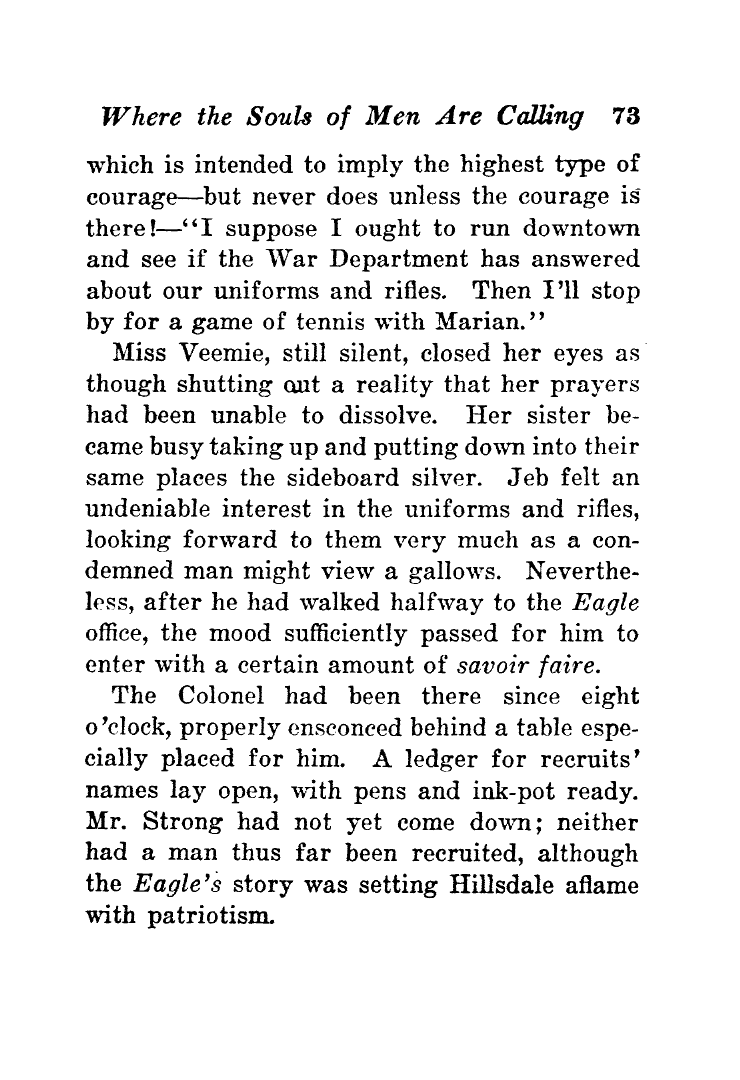 Where the Souls of Men Are Calling 73
which is intended to imply the highest type of
courage—but never does unless the courage is
there!—“I suppose I ought to run downtown
and see if the War Department has answered
about our uniforms and rifles. Then I'll stop
by for a game of tennis with Marian.”
Miss Veemie, still silent, closed her eyes as
though shutting out a reality that her prayers
had been unable to dissolve. Her sister be-
came busy taking up and putting down into their
same places the sideboard silver. Jeb felt an
undeniable interest in the uniforms and rifles,
looking forward to them very much as a con-
demned man might view a gallows. Neverthe-
less, after he had walked halfway to the Eagle
office, the mood sufficiently passed for him to
enter with a certain amount of savoir faire.
The Colonel had been there since eight
o'clock, properly ensconced behind a table espe-
cially placed for him. A ledger for recruits'
names lay open, with pens and ink-pot ready.
Mr. Strong had not yet come down; neither
had a man thus far been recruited, although
the Eagle's story was setting Hillsdale aflame
with patriotism.